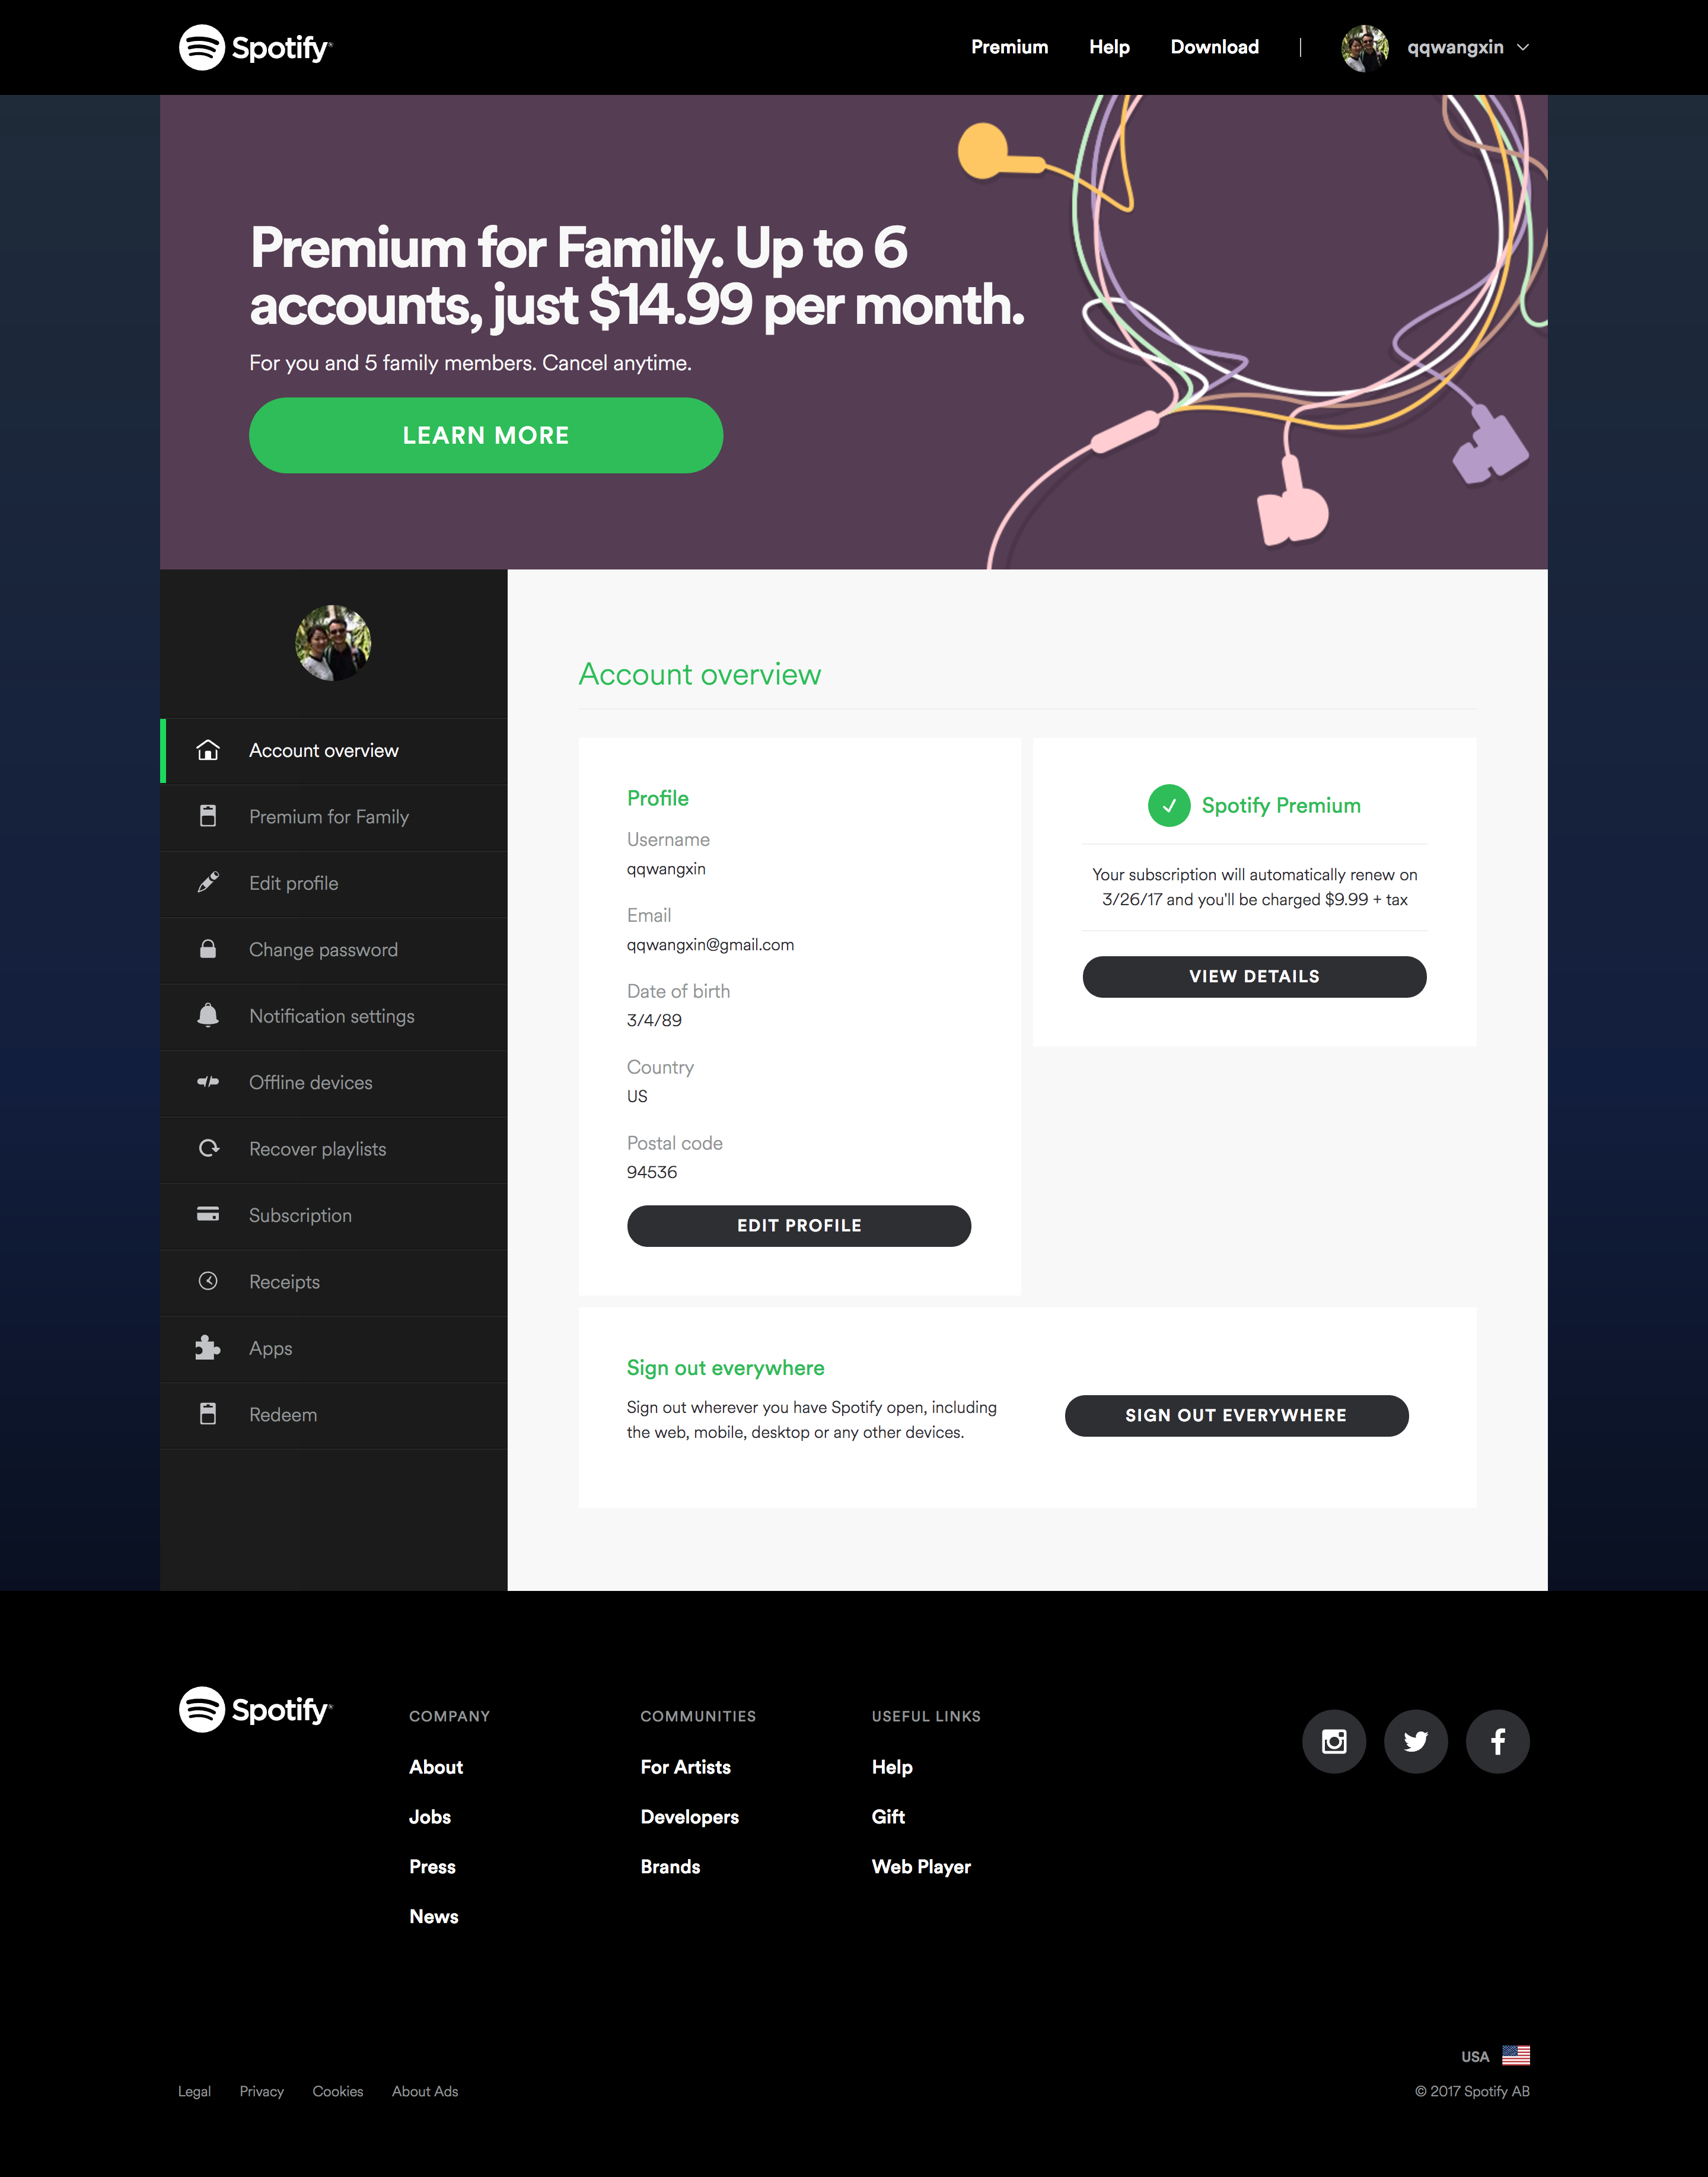 Spotify®
Premium Help Download | qqwangxin
Premium for Family. Up to 6
accounts, just $14.99 per month.
For you and 5 family members. Cancel anytime.
LEARN MORE
Account overview
Premium for Family
Edit profile
Change password
Notification settings
Offline devices
Recover playlists
Subscription
Receipts
Apps
Redeem
Account overview
Profile
Username
qqwangxin
Email
qqwangxin@gmail.com
Date of birth
3/4/89
Country
US
Postal code
94536
EDIT PROFILE
Spotify Premium
Your subscription will automatically renew on
3/26/17 and you'll be charged $9.99 + tax
VIEW DETAILS
Sign out everywhere
Sign out wherever you have Spotify open, including
the web, mobile, desktop or any other devices.
SIGN OUT EVERYWHERE
Spotify®
COMPANY
About
Jobs
Press
News
COMMUNITIES
For Artists
Developers
Brands
USEFUL LINKS
Help
Gift
Web Player
USA
Legal Privacy Cookies About Ads
© 2017 Spotify AB